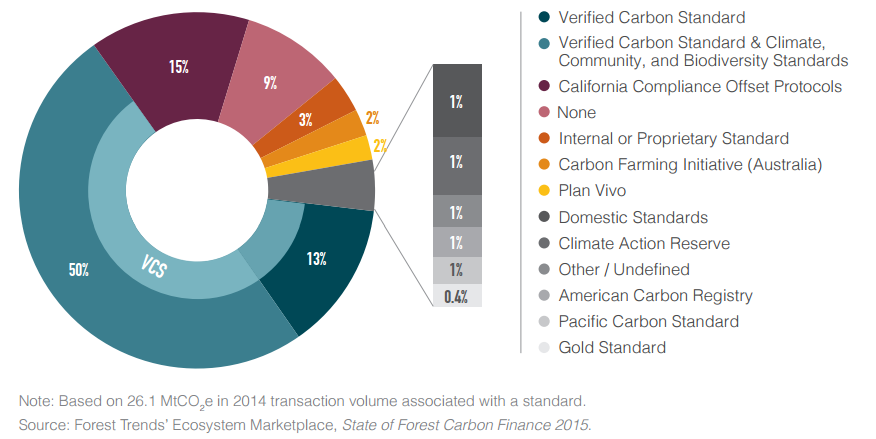 15%
9%
3%
2%
2%
13%
50%
VCS
1%
1%
1%
1%
1%
0.4%
Verified Carbon Standard
Verified Carbon Standard & Climate,
Community, and Biodiversity Standards
California Compliance Offset Protocols
None
Internal or Proprietary Standard
Carbon Farming Initiative (Australia)
Plan Vivo
Domestic Standards
Climate Action Reserve
Other / Undefined
American Carbon Registry
Pacific Carbon Standard
Gold Standard
Note: Based on 26.1 MtCO₂e in 2014 transaction volume associated with a standard.
Source: Forest Trends’ Ecosystem Marketplace, State of Forest Carbon Finance 2015.